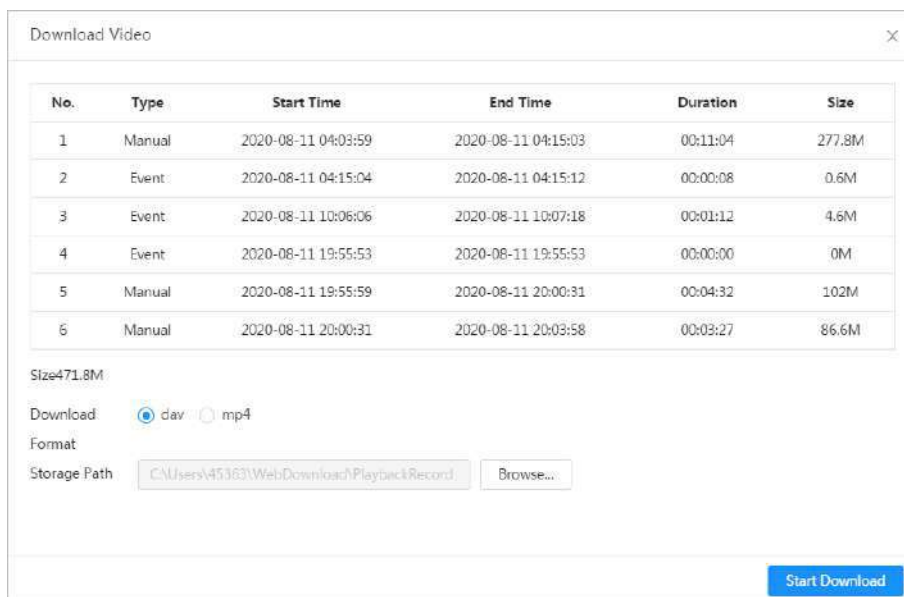 Download Video
No. Type Start Time End Time Duration Size
1 Manual 2020-08-11 04:03:59 2020-08-11 04:15:03 00:11:04 277.8M
2 Event 2020-08-11 04:15:04 2020-08-11 04:15:12 00:00:08 0.6M
3 Event 2020-08-11 10:06:06 2020-08-11 10:07:18 00:01:12 4.6M
4 Event 2020-08-11 19:55:53 2020-08-11 19:55:53 00:00:00 0M
5 Manual 2020-08-11 19:55:59 2020-08-11 20:00:31 00:04:32 102M
6 Manual 2020-08-11 20:00:31 2020-08-11 20:03:58 00:03:27 86.6M
Size471.8M
Download dav mp4
Format
Storage Path C:\Users\45363\WebDownload\PlaybackRecord Browse...
Start Download